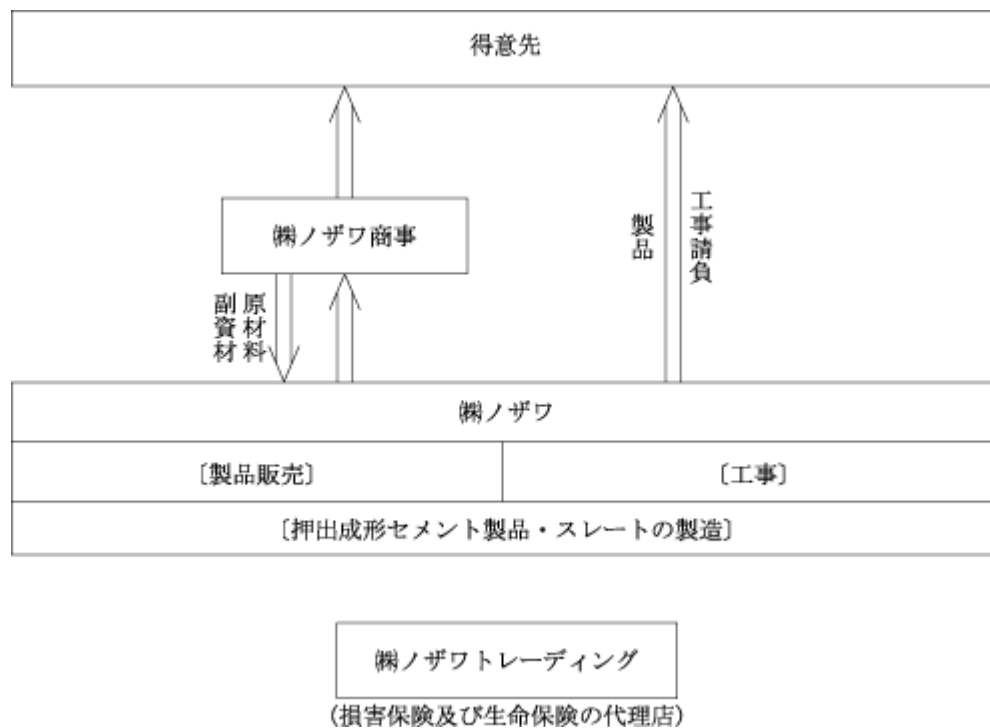 得意先
㈱ノザワ商事
製品
工事請負
原材料
副資材
㈱ノザワ
〔製品販売〕
〔工事〕
〔押出成形セメント製品・スレートの製造〕
㈱ノザワトレーディング
(損害保険及び生命保険の代理店)